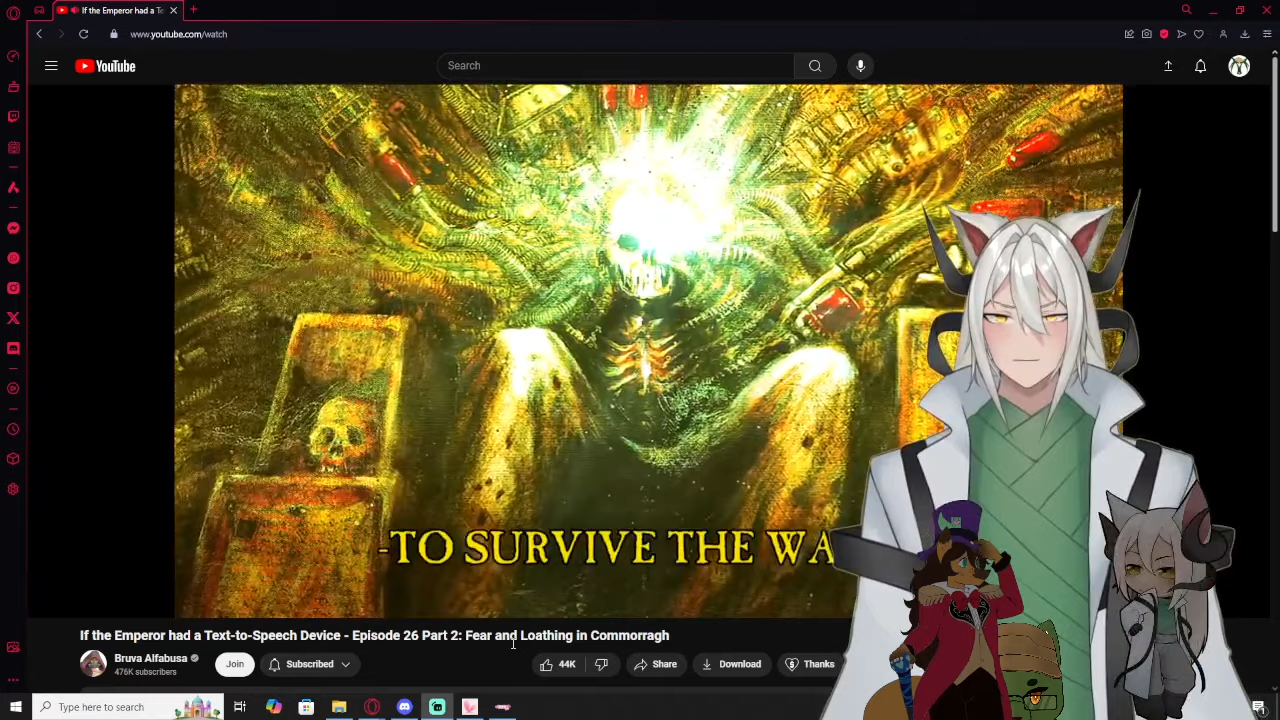 If the Emperor had a Te
www.youtube.com/watch
YouTube
Search
-TO SURVIVE THE WA
If the Emperor had a Text-to-Speech Device - Episode 26 Part 2: Fear and Loathing in Commorragh
Bruva Alfabusa
476K subscribers
Join
Subscribed
44K
Share
Download
Thanks
Type here to search